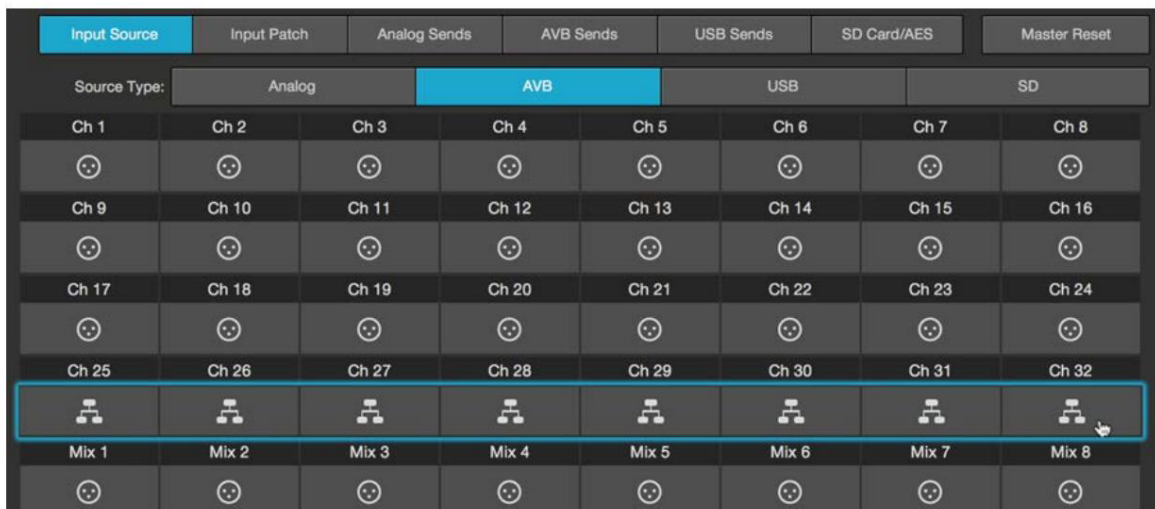 Input Source Input Patch Analog Sends AVB Sends USB Sends SD Card/AES Master Reset
Source Type: Analog AVB USB SD
Ch 1 Ch 2 Ch 3 Ch 4 Ch 5 Ch 6 Ch 7 Ch 8
Ch 9 Ch 10 Ch 11 Ch 12 Ch 13 Ch 14 Ch 15 Ch 16
Ch 17 Ch 18 Ch 19 Ch 20 Ch 21 Ch 22 Ch 23 Ch 24
Ch 25 Ch 26 Ch 27 Ch 28 Ch 29 Ch 30 Ch 31 Ch 32
Mix 1 Mix 2 Mix 3 Mix 4 Mix 5 Mix 6 Mix 7 Mix 8